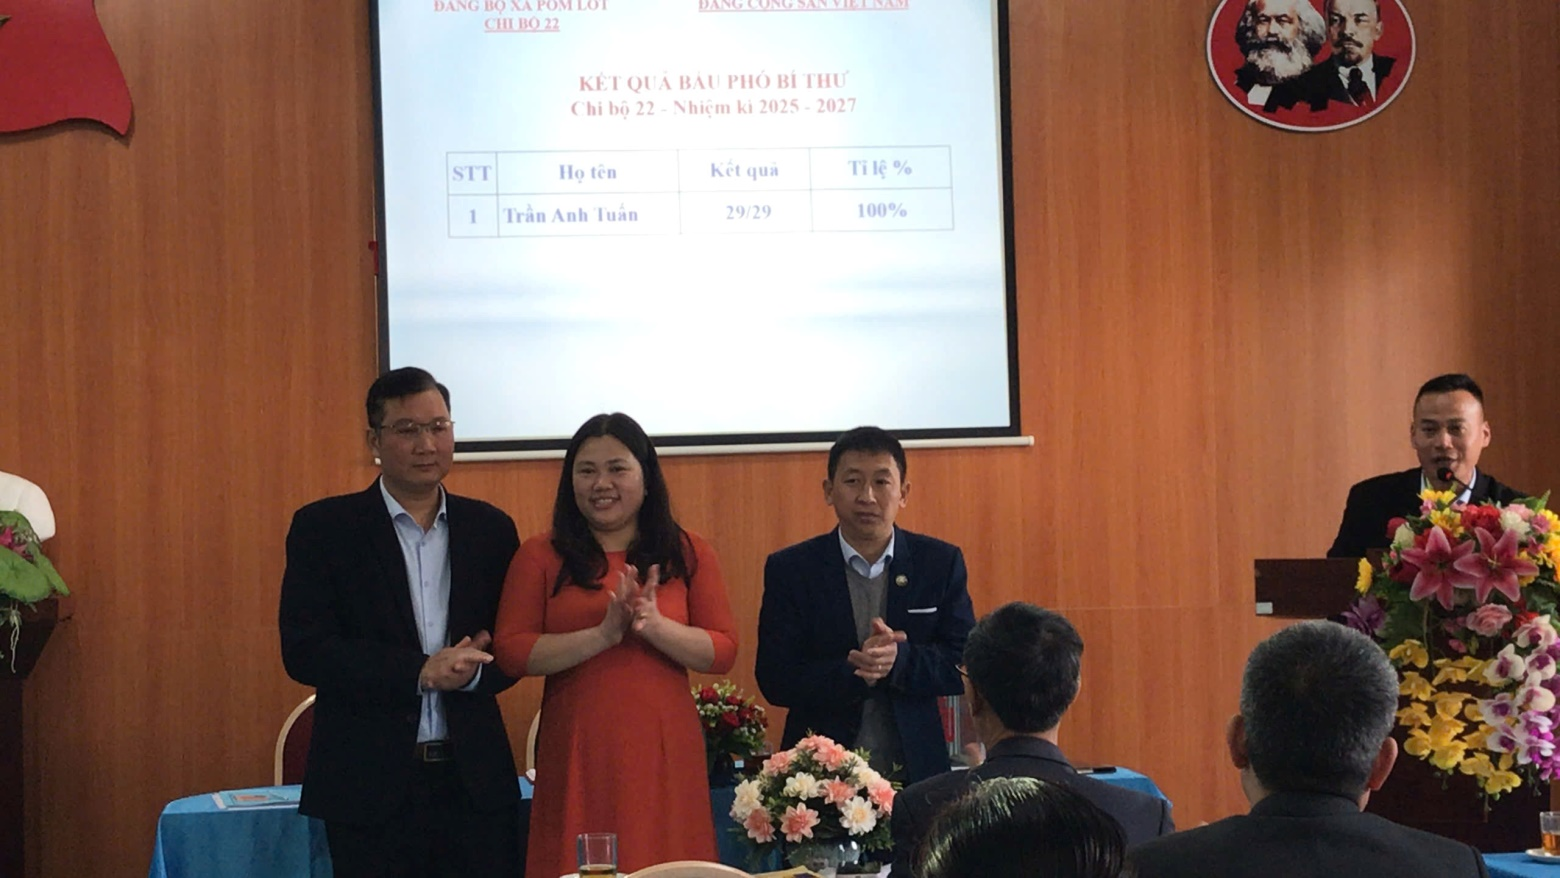 ĐẢNG BỘ XÃ POM LÓT
ĐẢNG CỘNG SẢN VIỆT NAM
CHI BỘ 22
KẾT QUẢ BẦU PHÓ BÍ THƯ
Chi bộ 22 - Nhiệm kì 2025 - 2027
STT Họ tên Kết quả Tỉ lệ %
1 Trần Anh Tuấn 29/29 100%